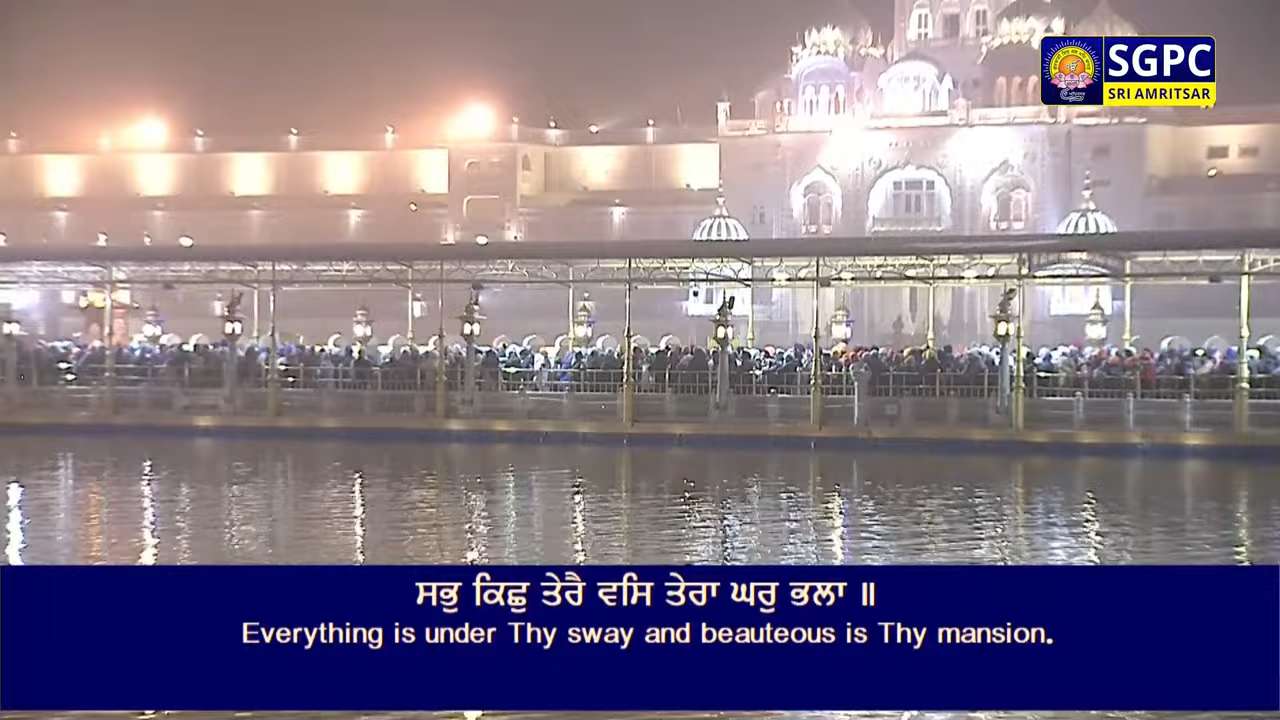 SGPC
SRI AMRITSAR
ਸਭੁ ਕਿਛੁ ਤੇਰੈ ਵਸਿ ਤੇਰਾ ਘਰੁ ਭਲਾ ॥
Everything is under Thy sway and beauteous is Thy mansion.